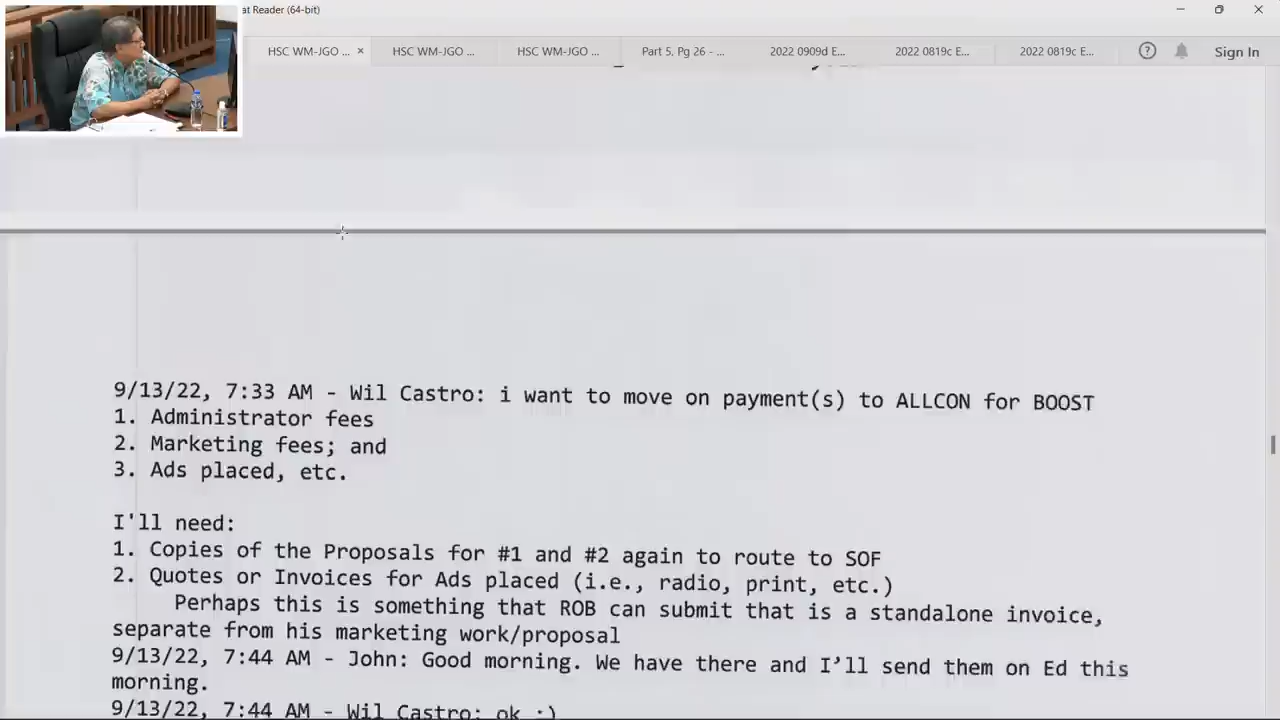 at Reader (64-bit)
HSC WM-JGO ...
HSC WM-JGO ...
HSC WM-JGO ...
Part 5. Pg 26 - ...
2022 0909d E...
2022 0819c E...
2022 0819c E...
Sign In
9/13/22, 7:33 AM - Wil Castro: i want to move on payment(s) to ALLCON for BOOST
1. Administrator fees
2. Marketing fees; and
3. Ads placed, etc.
I'll need:
1. Copies of the Proposals for #1 and #2 again to route to SOF
2. Quotes or Invoices for Ads placed (i.e., radio, print, etc.)
Perhaps this is something that ROB can submit that is a standalone invoice,
separate from his marketing work/proposal
9/13/22, 7:44 AM - John: Good morning. We have there and I’ll send them on Ed this
morning.
9/13/22, 7:44 AM - Wil Castro: ok :)